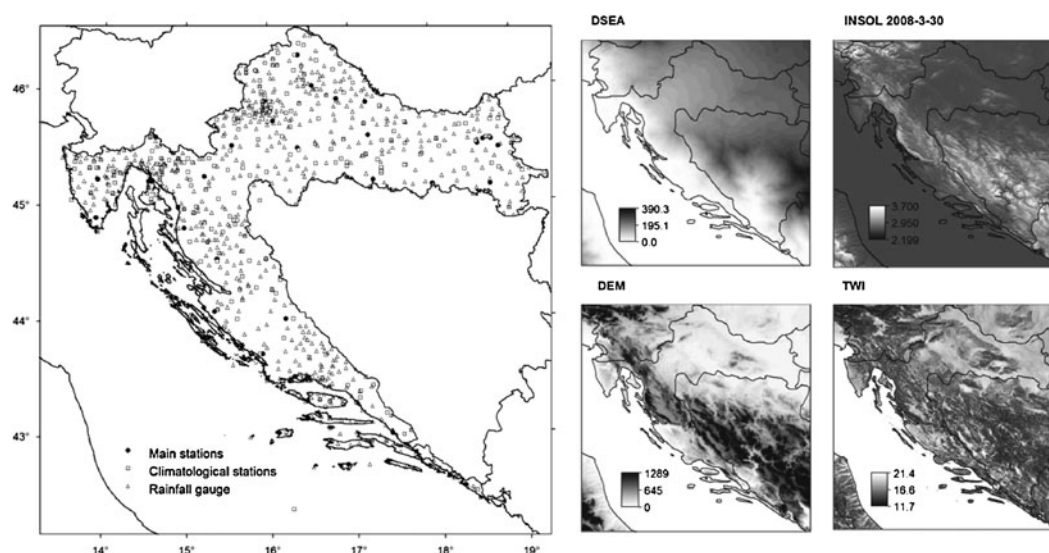 46°
45°
44°
43°
Main stations
Climatological stations
Rainfall gauge
14° 15° 16° 17° 18° 19°
DSEA
390.3
195.1
0.0
INSOL 2008-3-30
3.700
2.950
2.199
DEM
1289
645
0
TWI
21.4
16.6
11.7